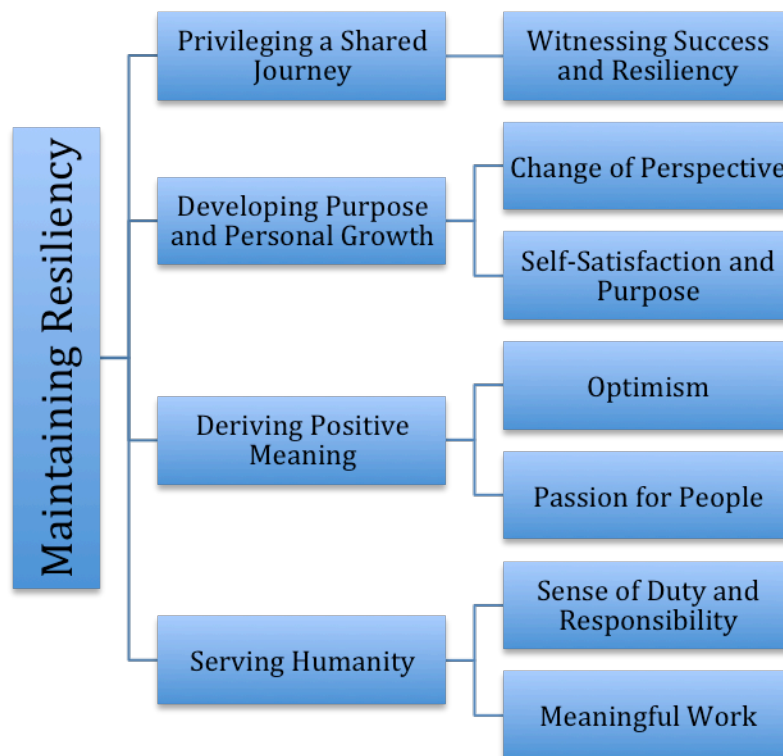 Maintaining Resiliency
Privileging a Shared
Journey
Witnessing Success
and Resiliency
Developing Purpose
and Personal Growth
Change of Perspective
Self-Satisfaction and
Purpose
Deriving Positive
Meaning
Optimism
Passion for People
Serving Humanity
Sense of Duty and
Responsibility
Meaningful Work